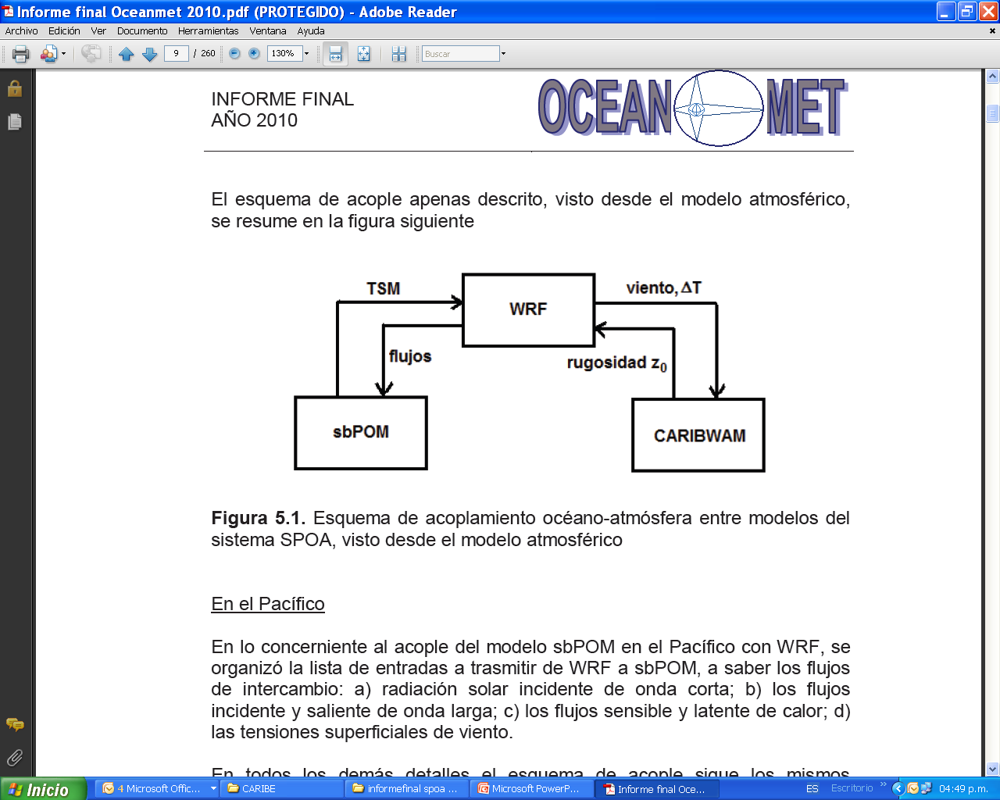 Informe final Oceanmet 2010.pdf (PROTEGIDO) - Adobe Reader
Archivo Edición Ver Documento Herramientas Ventana Ayuda
9 / 260 130% Buscar
INFORME FINAL
AÑO 2010
OCEAN MET
El esquema de acople apenas descrito, visto desde el modelo atmosférico,
se resume en la figura siguiente
TSM
WRF
viento, ΔT
flujos
rugosidad z0
sbPOM
CARIBWAM
Figura 5.1. Esquema de acoplamiento océano-atmósfera entre modelos del
sistema SPOA, visto desde el modelo atmosférico
En el Pacífico
En lo concerniente al acople del modelo sbPOM en el Pacífico con WRF, se
organizó la lista de entradas a trasmitir de WRF a sbPOM, a saber los flujos
de intercambio: a) radiación solar incidente de onda corta; b) los flujos
incidente y saliente de onda larga; c) los flujos sensible y latente de calor; d)
las tensiones superficiales de viento.
En todos los demás detalles el esquema de acople sigue los mismos
Inicio 4 Microsoft Offic... CARIBE informefinal spoa ... Microsoft PowerP... Informe final Oce... ES Escritorio » 04:49 p.m.